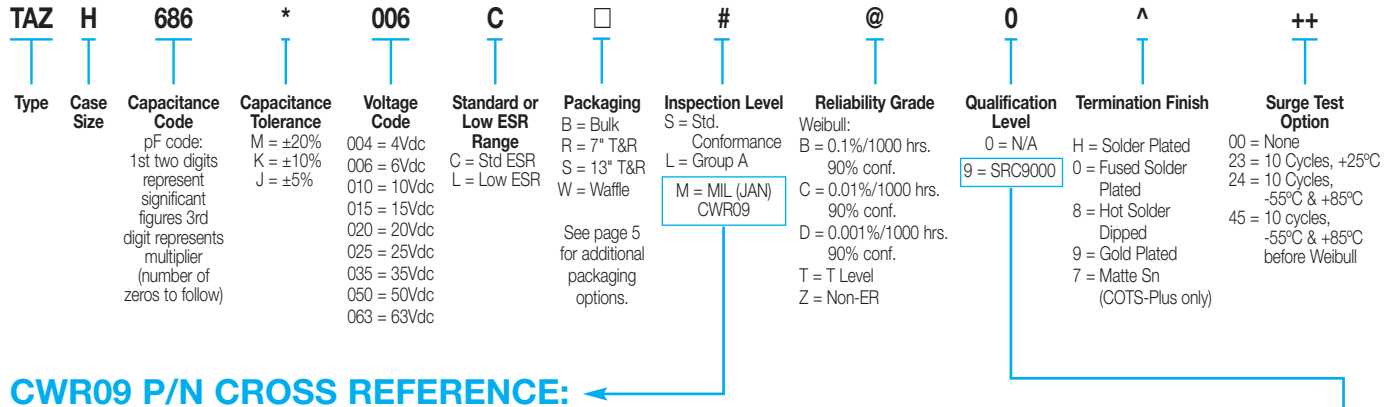 TAZ H 686 * 006 C □ # @ 0 ^ ++
Type
Case
Size
Capacitance
Code
pF code:
1st two digits
represent
significant
figures 3rd
digit represents
multiplier
(number of
zeros to follow)
Capacitance
Tolerance
M = ±20%
K = ±10%
J = ±5%
Voltage
Code
004 = 4Vdc
006 = 6Vdc
010 = 10Vdc
015 = 15Vdc
020 = 20Vdc
025 = 25Vdc
035 = 35Vdc
050 = 50Vdc
063 = 63Vdc
Standard or
Low ESR
Range
C = Std ESR
L = Low ESR
Packaging
B = Bulk
R = 7" T&R
S = 13" T&R
W = Waffle
See page 5
for additional
packaging
options.
Inspection Level
S = Std.
Conformance
L = Group A
M = MIL (JAN)
CWR09
Reliability Grade
Weibull:
B = 0.1%/1000 hrs.
90% conf.
C = 0.01%/1000 hrs.
90% conf.
D = 0.001%/1000 hrs.
90% conf.
T = T Level
Z = Non-ER
Qualification
Level
0 = N/A
9 = SRC9000
Termination Finish
H = Solder Plated
0 = Fused Solder
Plated
8 = Hot Solder
Dipped
9 = Gold Plated
7 = Matte Sn
(COTS-Plus only)
Surge Test
Option
00 = None
23 = 10 Cycles, +25ºC
24 = 10 Cycles,
-55ºC & +85ºC
45 = 10 cycles,
-55ºC & +85ºC
before Weibull
CWR09 P/N CROSS REFERENCE: